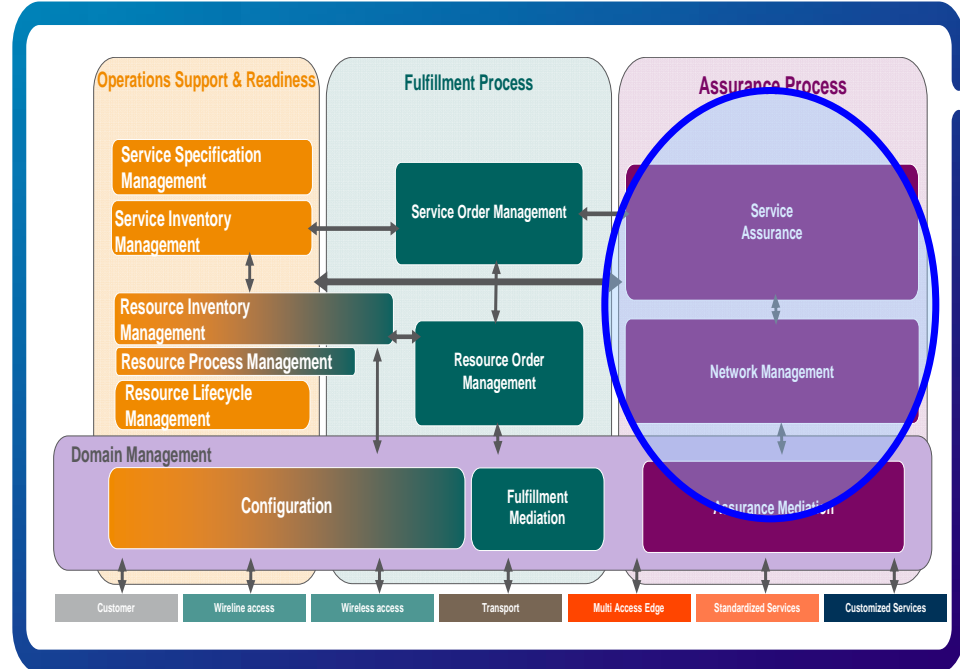 Operations Support & Readiness
Fulfillment Process
Assurance Process
Service Specification
Management
Service Inventory
Management
Service Order Management
Service
Assurance
Resource Inventory
Management
Resource Process Management
Resource Order
Management
Network Management
Resource Lifecycle
Management
Domain Management
Configuration
Fulfillment
Mediation
Assurance Mediation
Customer
Wireline access
Wireless access
Transport
Multi Access Edge
Standardized Services
Customized Services